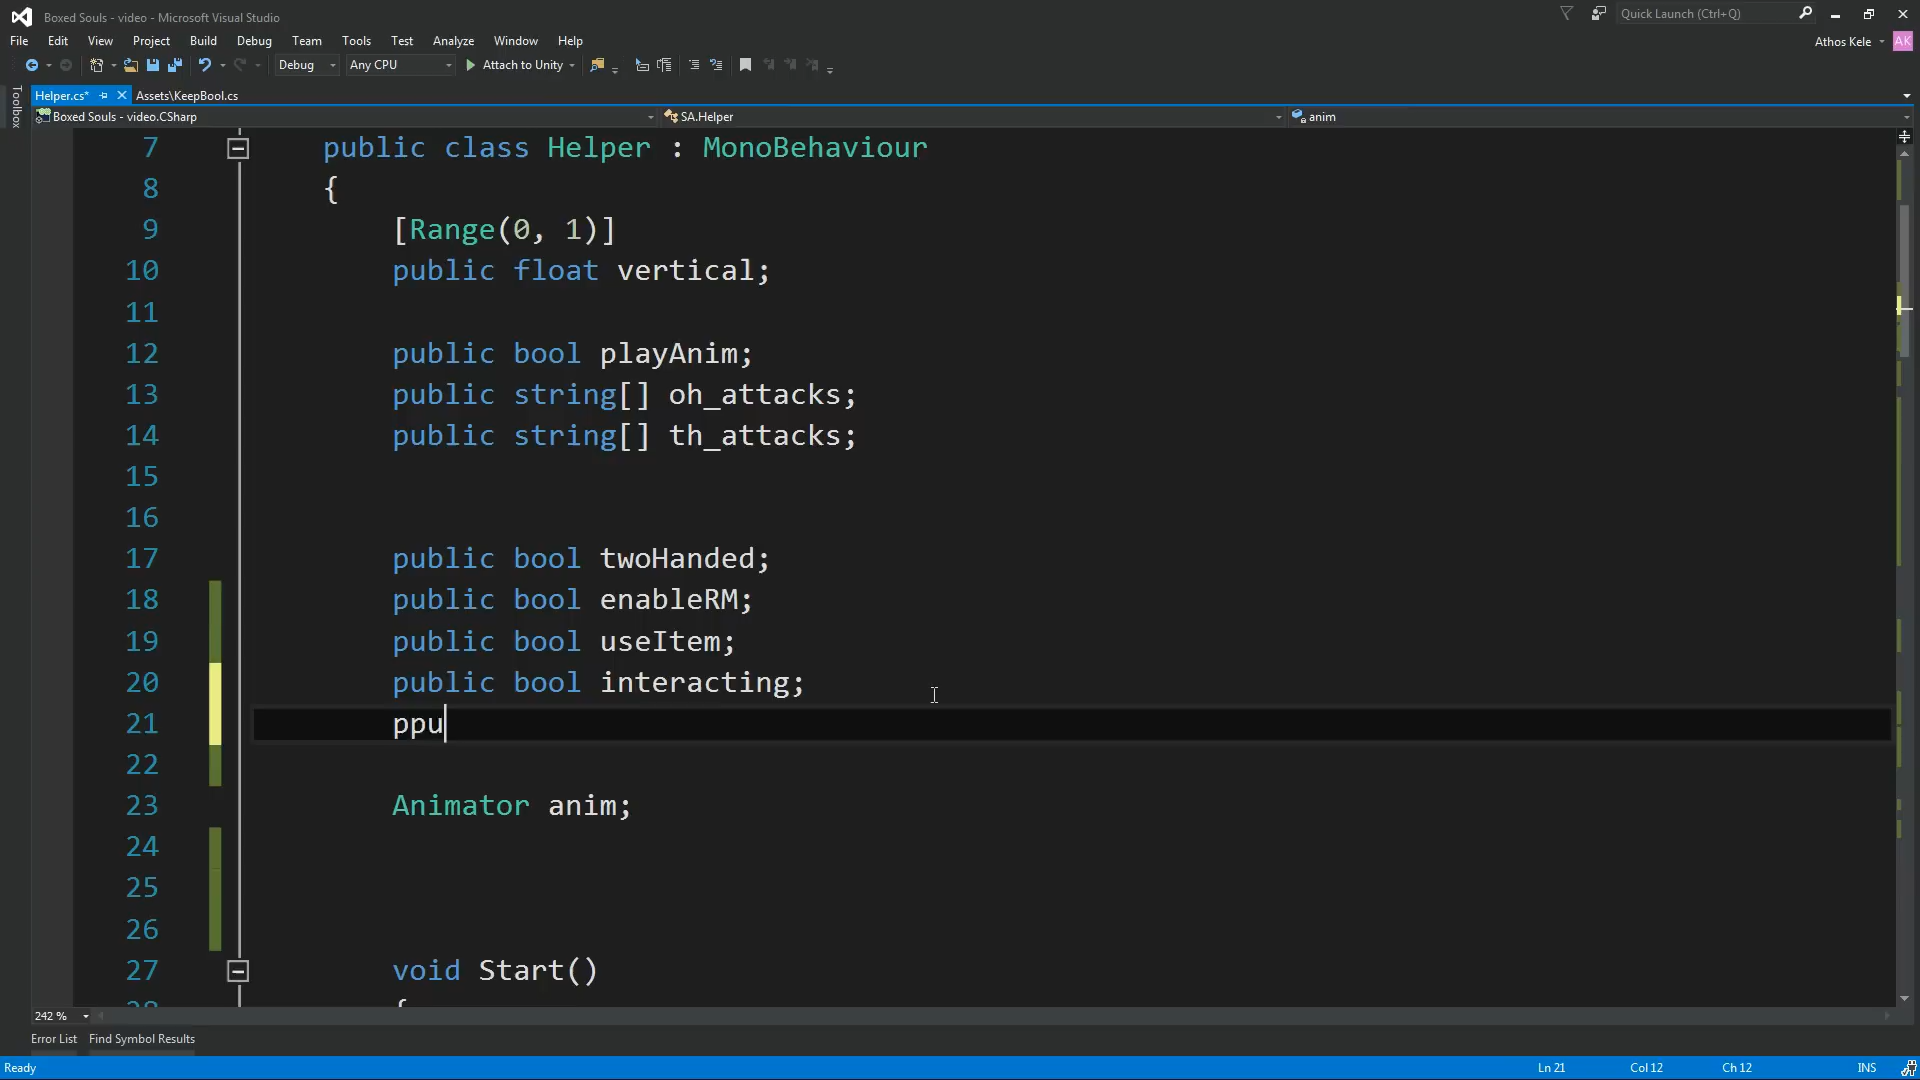 Boxed Souls - video - Microsoft Visual Studio
Quick Launch (Ctrl+Q)
File Edit View Project Build Debug Team Tools Test Analyze Window Help
Athos Kele AK
Debug Any CPU Attach to Unity
Toolbox
Helper.cs* Assets\KeepBool.cs
Boxed Souls - video.CSharp SA.Helper anim
7 public class Helper : MonoBehaviour
8 {
9 [Range(0, 1)]
10 public float vertical;
11
12 public bool playAnim;
13 public string[] oh_attacks;
14 public string[] th_attacks;
15
16
17 public bool twoHanded;
18 public bool enableRM;
19 public bool useItem;
20 public bool interacting;
21 ppu
22
23 Animator anim;
24
25
26
27 void Start()
28 {
242 %
Error List Find Symbol Results
Ready Ln 21 Col 12 Ch 12 INS